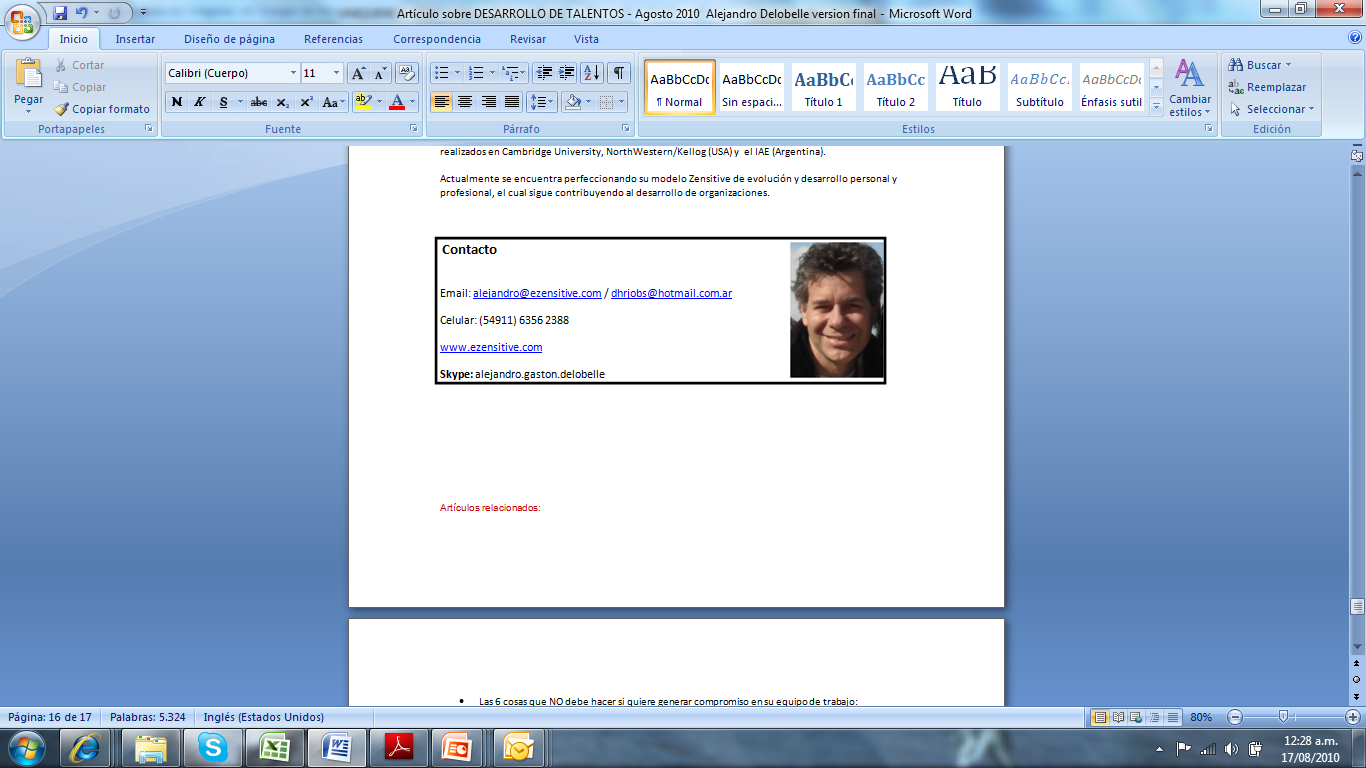 Artículo sobre DESARROLLO DE TALENTOS - Agosto 2010 Alejandro Delobelle version final - Microsoft Word
Inicio Insertar Diseño de página Referencias Correspondencia Revisar Vista
Pegar
Cortar
Copiar
Copiar formato
Portapapeles
Calibri (Cuerpo) 11
N K S abc x₂ x² Aa
Fuente
Párrafo
AaBbCcDc AaBbCcDc AaBbCc AaBbCc AaB AaBbCc. AaBbCcDc
¶ Normal Sin espaci... Título 1 Título 2 Título Subtítulo Énfasis sutil
Cambiar estilos
Estilos
Buscar
Reemplazar
Seleccionar
Edición
realizados en Cambridge University, NorthWestern/Kellog (USA) y el IAE (Argentina).
Actualmente se encuentra perfeccionando su modelo Zensitive de evolución y desarrollo personal y
profesional, el cual sigue contribuyendo al desarrollo de organizaciones.
Contacto
Email: alejandro@ezensitive.com / dhrjobs@hotmail.com.ar
Celular: (54911) 6356 2388
www.ezensitive.com
Skype: alejandro.gaston.delobelle
Artículos relacionados:
• Las 6 cosas que NO debe hacer si quiere generar compromiso en su equipo de trabajo:
Página: 16 de 17 Palabras: 5.324 Inglés (Estados Unidos) 80%
12:28 a.m.
17/08/2010